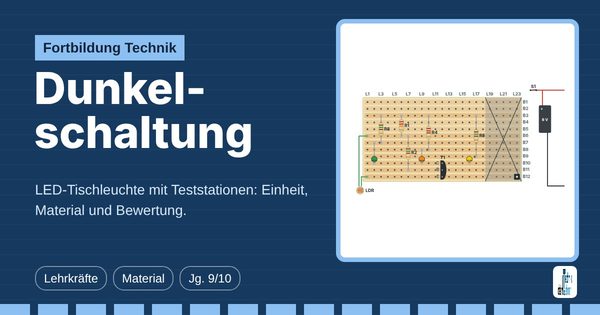 Fortbildung Technik
Dunkel-
schaltung
LED-Tischleuchte mit Teststationen: Einheit,
Material und Bewertung.
Lehrkräfte
Material
Jg. 9/10
S1
L1 L3 L5 L7 L9 L11 L13 L15 L17 L19 L21 L23
B1
B2
B3
B4
B5
B6
B7
B8
B9
B10
B11
B12
9 V
LDR